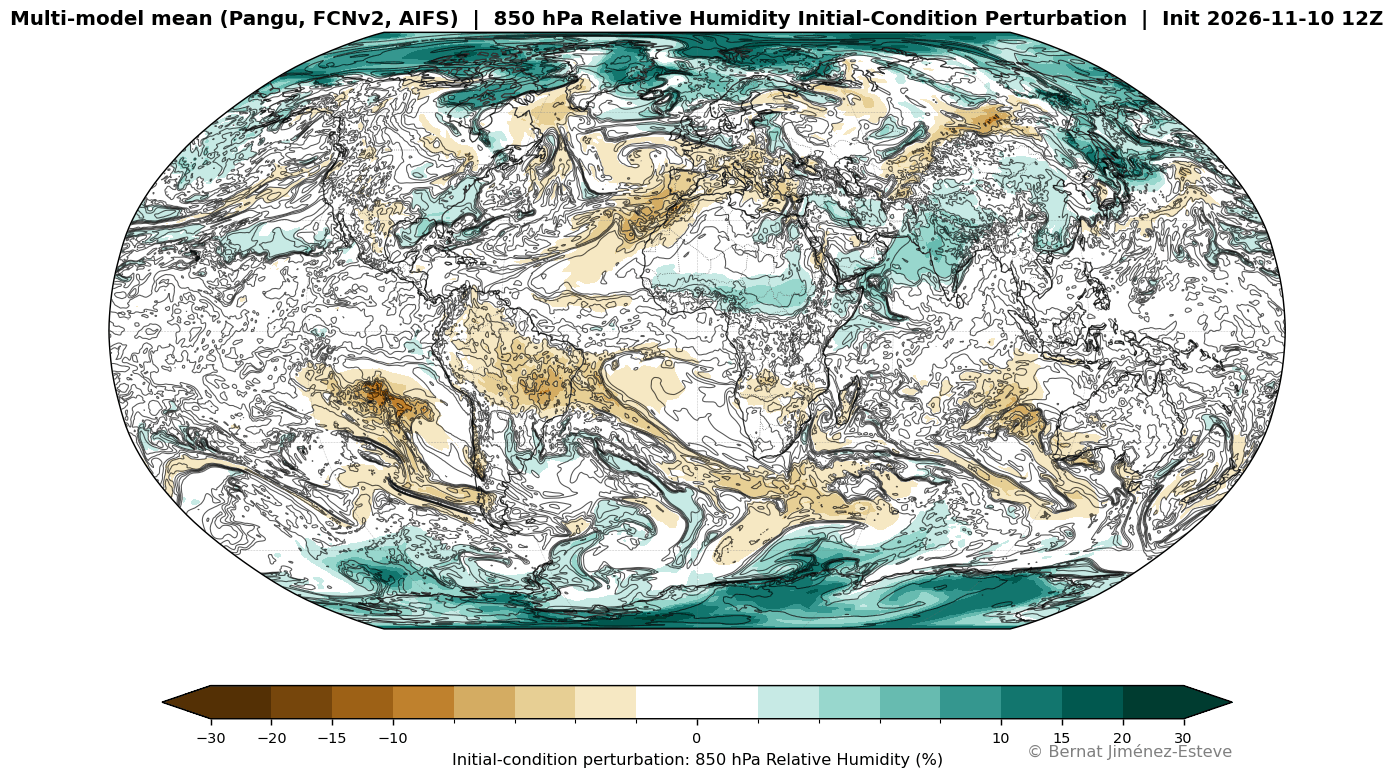 Multi-model mean (Pangu, FCNv2, AIFS)  |  850 hPa Relative Humidity Initial-Condition Perturbation  |  Init 2026-11-10 12Z
−30 −20 −15 −10 0 10 15 20 30
Initial-condition perturbation: 850 hPa Relative Humidity (%)
© Bernat Jiménez-Esteve